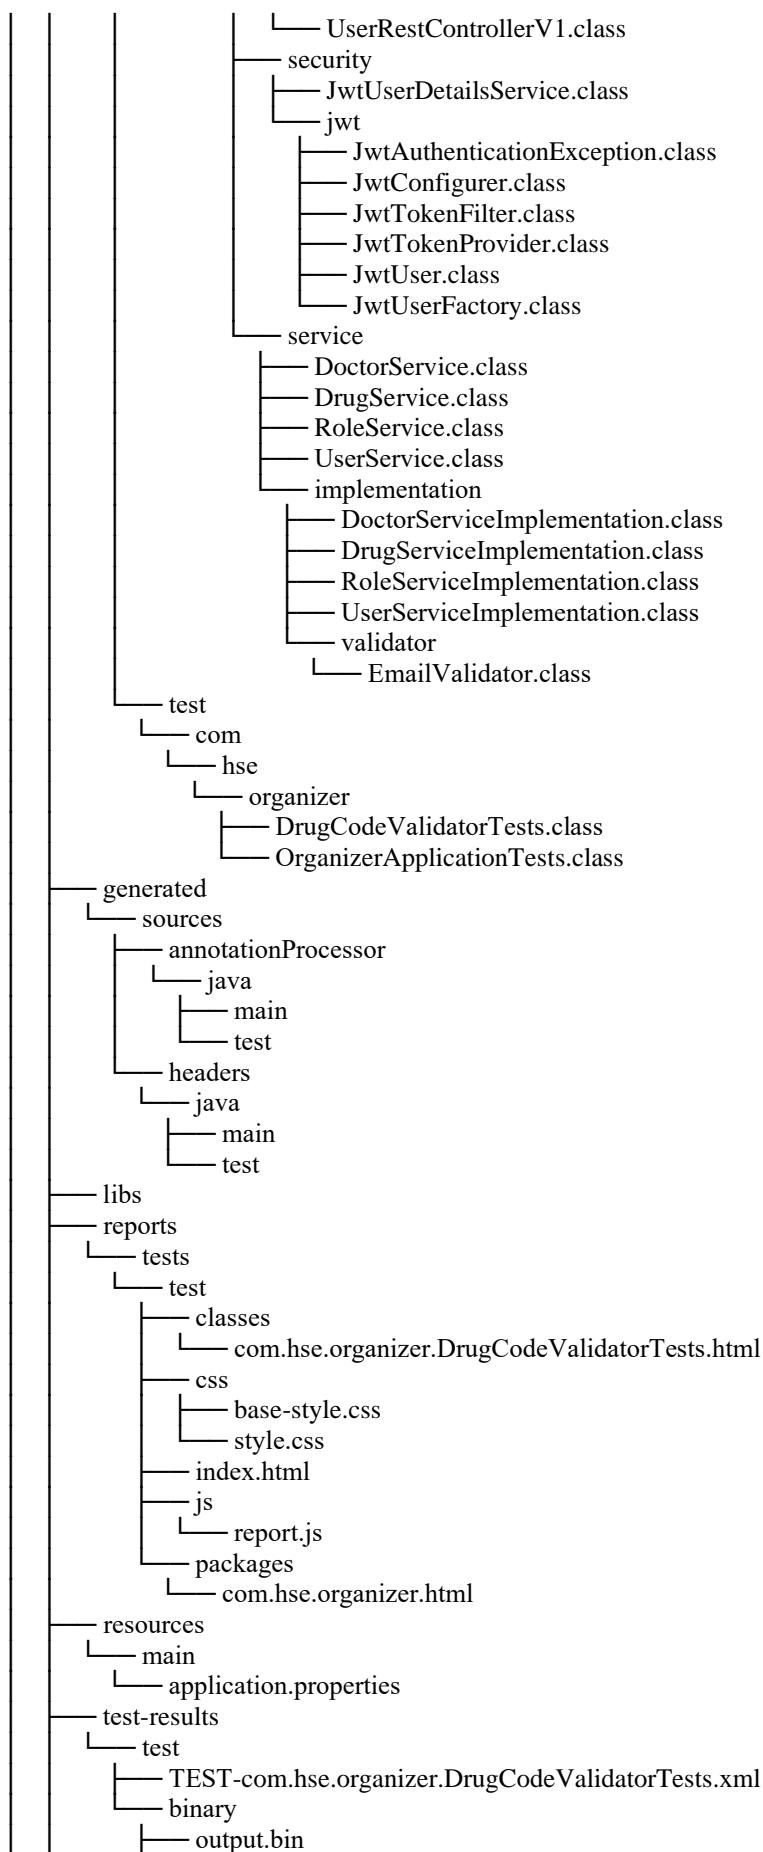 UserRestControllerV1.class
security
JwtUserDetailsService.class
jwt
JwtAuthenticationException.class
JwtConfigurer.class
JwtTokenFilter.class
JwtTokenProvider.class
JwtUser.class
JwtUserFactory.class
service
DoctorService.class
DrugService.class
RoleService.class
UserService.class
implementation
DoctorServiceImplementation.class
DrugServiceImplementation.class
RoleServiceImplementation.class
UserServiceImplementation.class
validator
EmailValidator.class
test
com
hse
organizer
DrugCodeValidatorTests.class
OrganizerApplicationTests.class
generated
sources
annotationProcessor
java
main
test
headers
java
main
test
libs
reports
tests
test
classes
com.hse.organizer.DrugCodeValidatorTests.html
css
base-style.css
style.css
index.html
js
report.js
packages
com.hse.organizer.html
resources
main
application.properties
test-results
test
TEST-com.hse.organizer.DrugCodeValidatorTests.xml
binary
output.bin